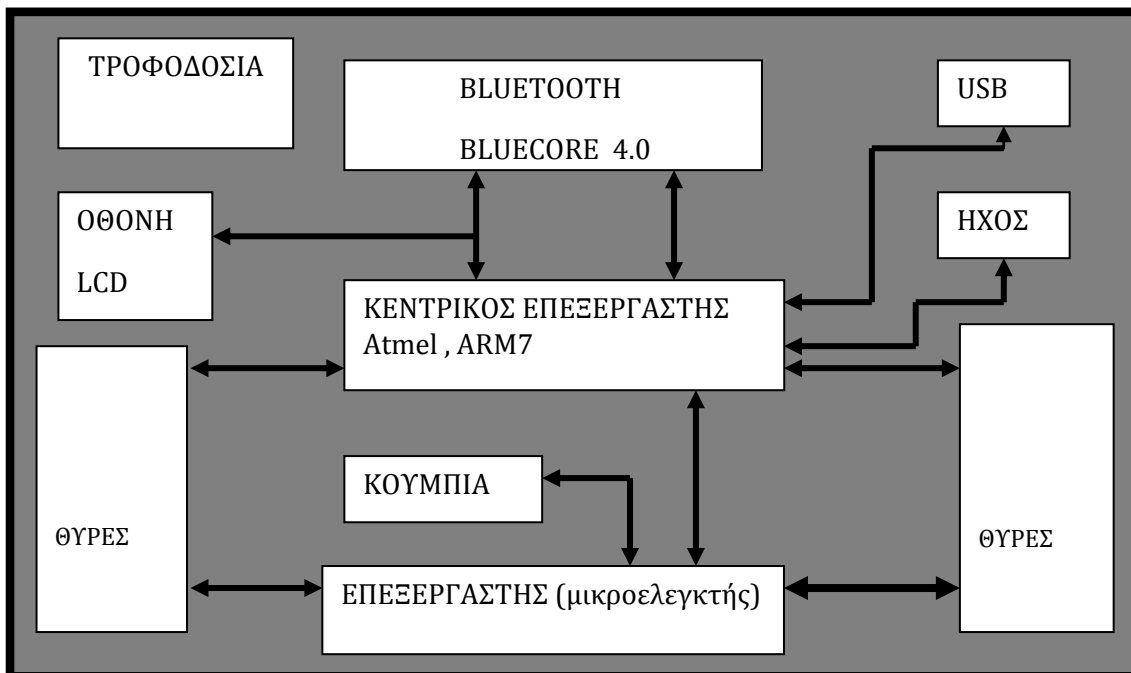 ΤΡΟΦΟΔΟΣΙΑ
BLUETOOTH
BLUECORE 4.0
USB
ΟΘΟΝΗ
LCD
ΗΧΟΣ
ΚΕΝΤΡΙΚΟΣ ΕΠΕΞΕΡΓΑΣΤΗΣ
Atmel , ARM7
ΚΟΥΜΠΙΑ
ΘΥΡΕΣ
ΘΥΡΕΣ
ΕΠΕΞΕΡΓΑΣΤΗΣ (μικροελεγκτής)